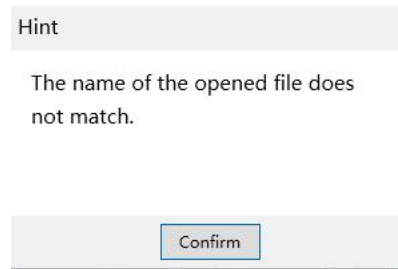 Hint
The name of the opened file does
not match.
Confirm